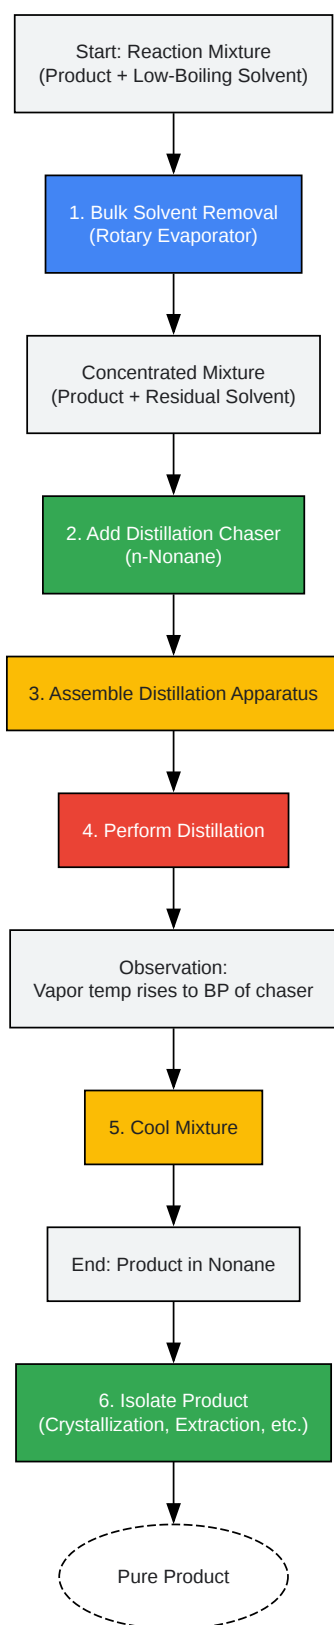 Start: Reaction Mixture
(Product + Low-Boiling Solvent)
1. Bulk Solvent Removal
(Rotary Evaporator)
Concentrated Mixture
(Product + Residual Solvent)
2. Add Distillation Chaser
(n-Nonane)
3. Assemble Distillation Apparatus
4. Perform Distillation
Observation:
Vapor temp rises to BP of chaser
5. Cool Mixture
End: Product in Nonane
6. Isolate Product
(Crystallization, Extraction, etc.)
Pure Product